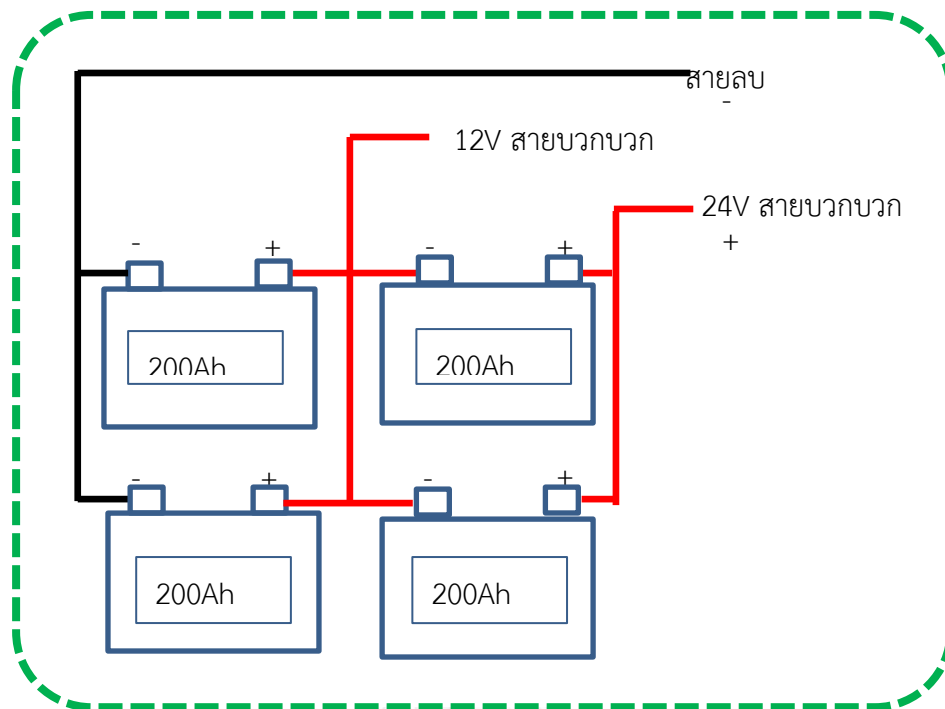 สายลบ
-
12V สายบวกบวก
24V สายบวกบวก
+
- + - +
200Ah 200Ah
- + - +
200Ah 200Ah